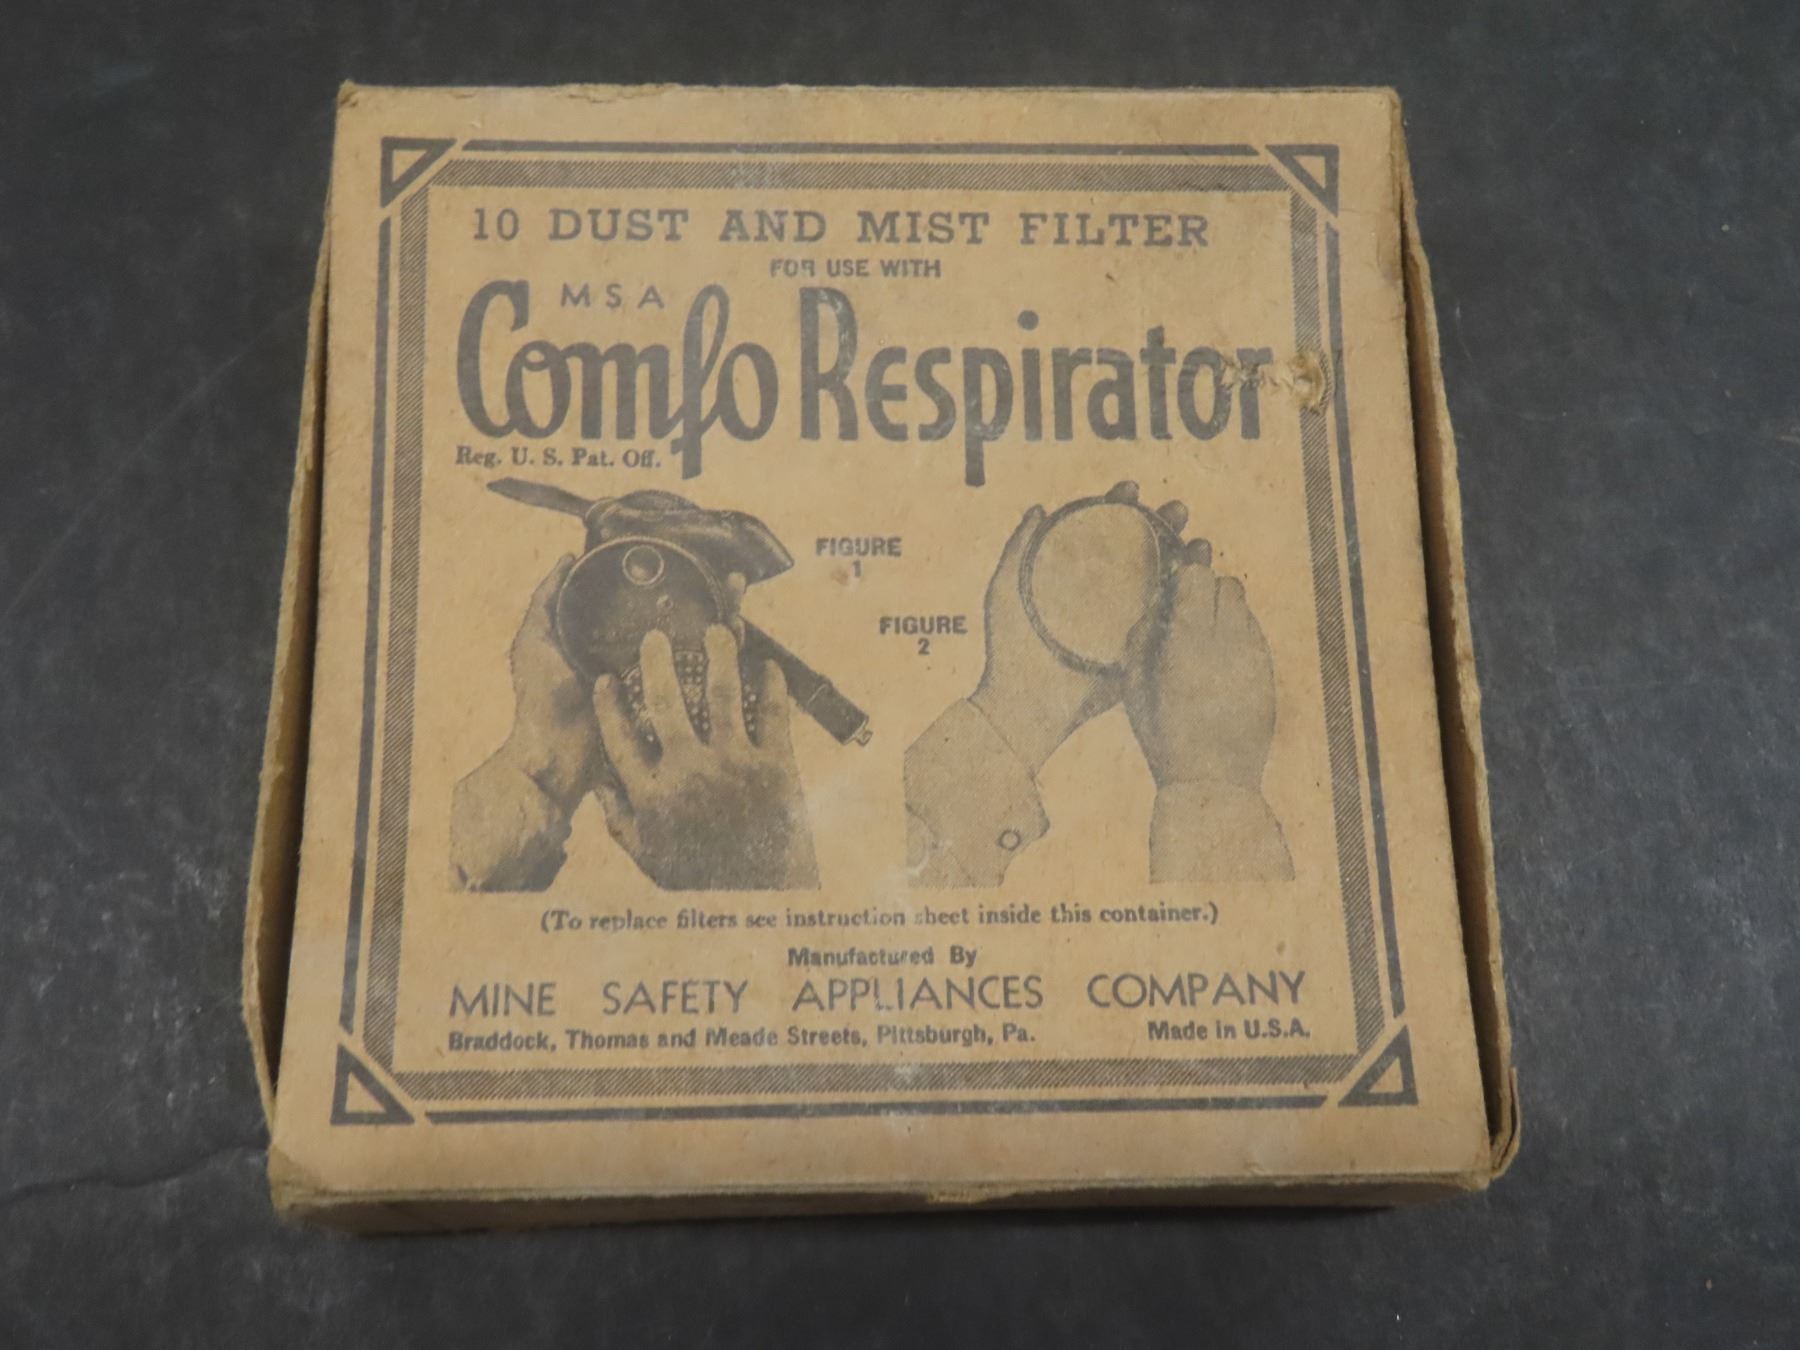 10 DUST AND MIST FILTER
FOR USE WITH
MSA
Comfo Respirator
Reg. U. S. Pat. Off.
FIGURE
1
FIGURE
2
(To replace filters see instruction sheet inside this container.)
Manufactured By
MINE SAFETY APPLIANCES COMPANY
Braddock, Thomas and Meade Streets, Pittsburgh, Pa. Made in U.S.A.